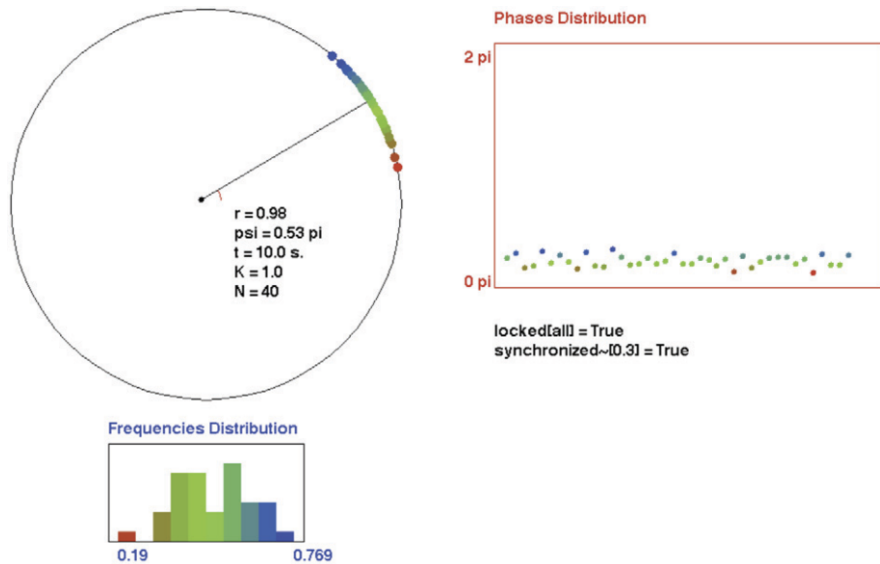 Phases Distribution
2 pi
0 pi
r = 0.98
psi = 0.53 pi
t = 10.0 s.
K = 1.0
N = 40
locked[all] = True
synchronized~[0.3] = True
Frequencies Distribution
0.19
0.769